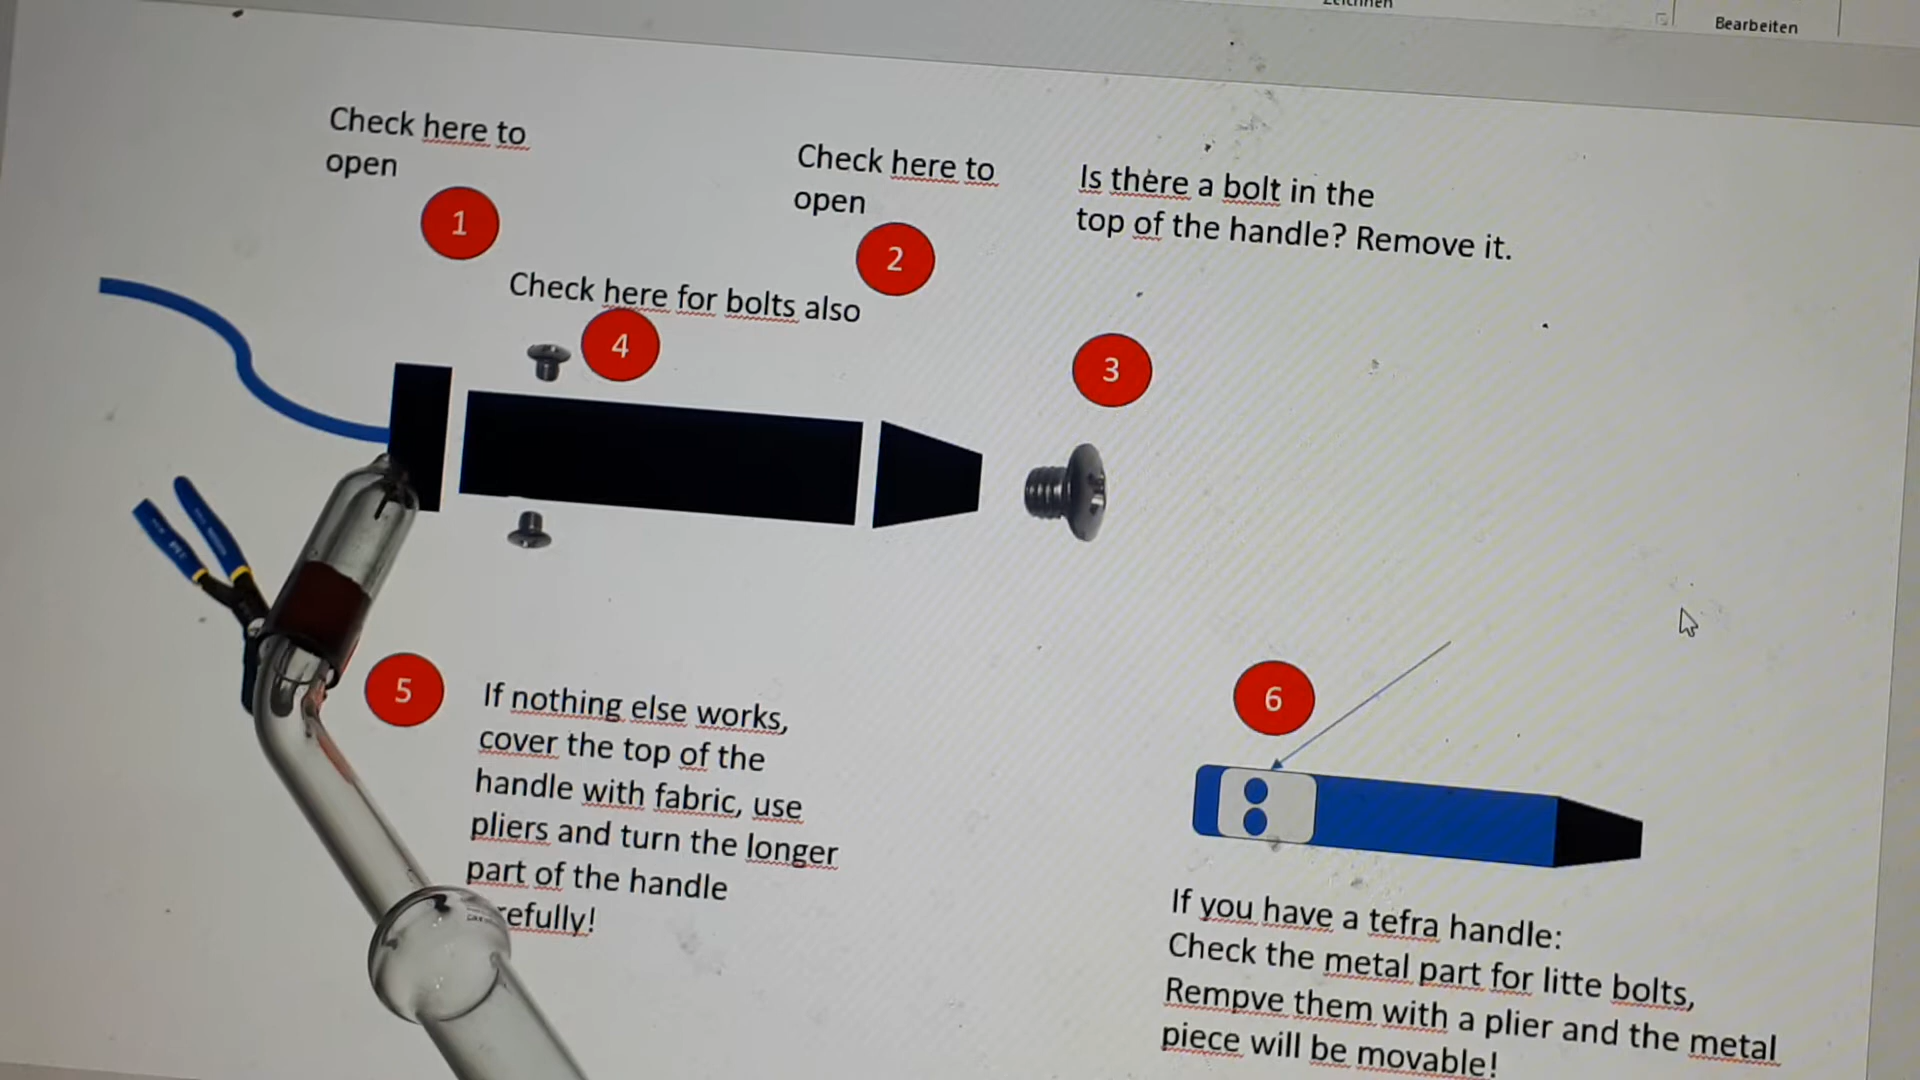 Bearbeiten
Check here to
open
1
Check here to
open
2
Is there a bolt in the
top of the handle? Remove it.
Check here for bolts also
4
3
5
If nothing else works,
cover the top of the
handle with fabric, use
pliers and turn the longer
part of the handle
refully!
6
If you have a tefra handle:
Check the metal part for litte bolts,
Rempve them with a plier and the metal
piece will be movable!